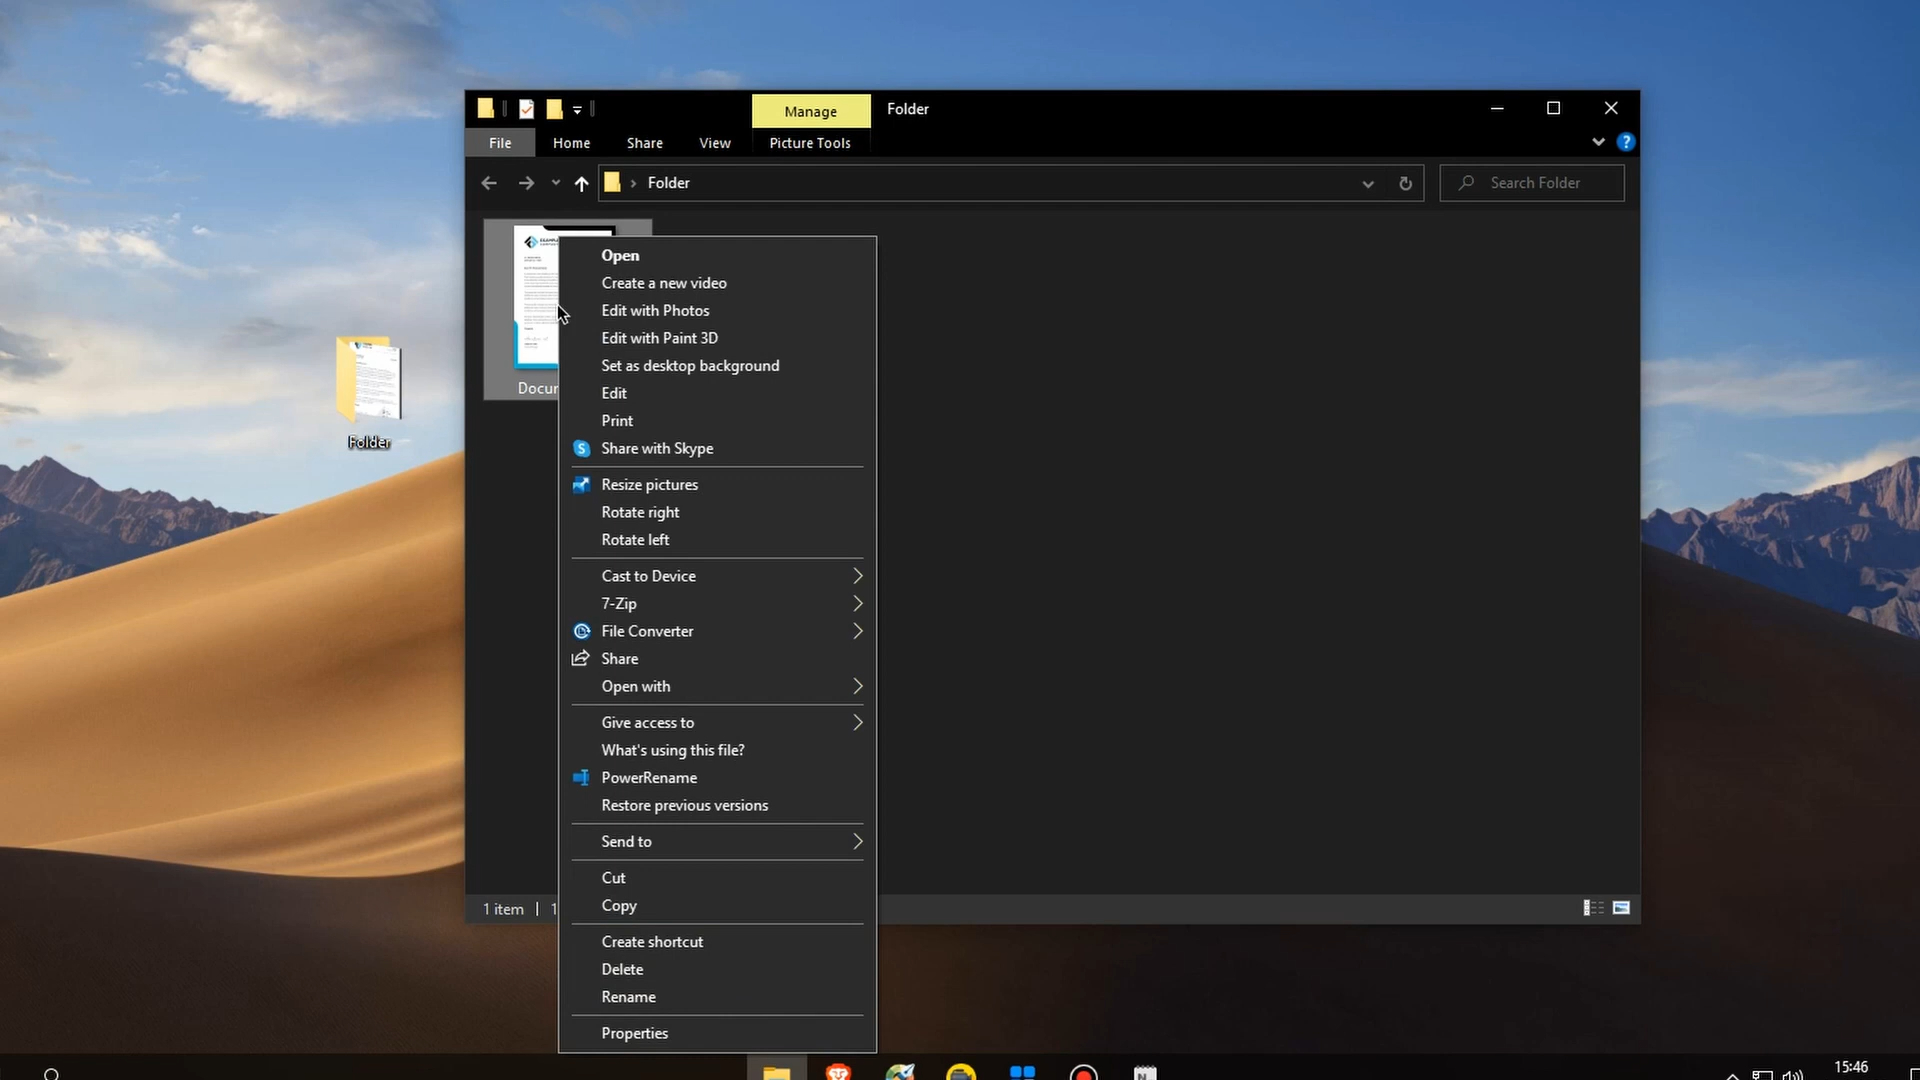 Manage
Folder
File
Home
Share
View
Picture Tools
Folder
Search Folder
Folder
Open
Create a new video
Edit with Photos
Edit with Paint 3D
Set as desktop background
Edit
Print
Share with Skype
Resize pictures
Rotate right
Rotate left
Cast to Device
7-Zip
File Converter
Share
Open with
Give access to
What's using this file?
PowerRename
Restore previous versions
Send to
Cut
Copy
Create shortcut
Delete
Rename
Properties
1 item
15:46